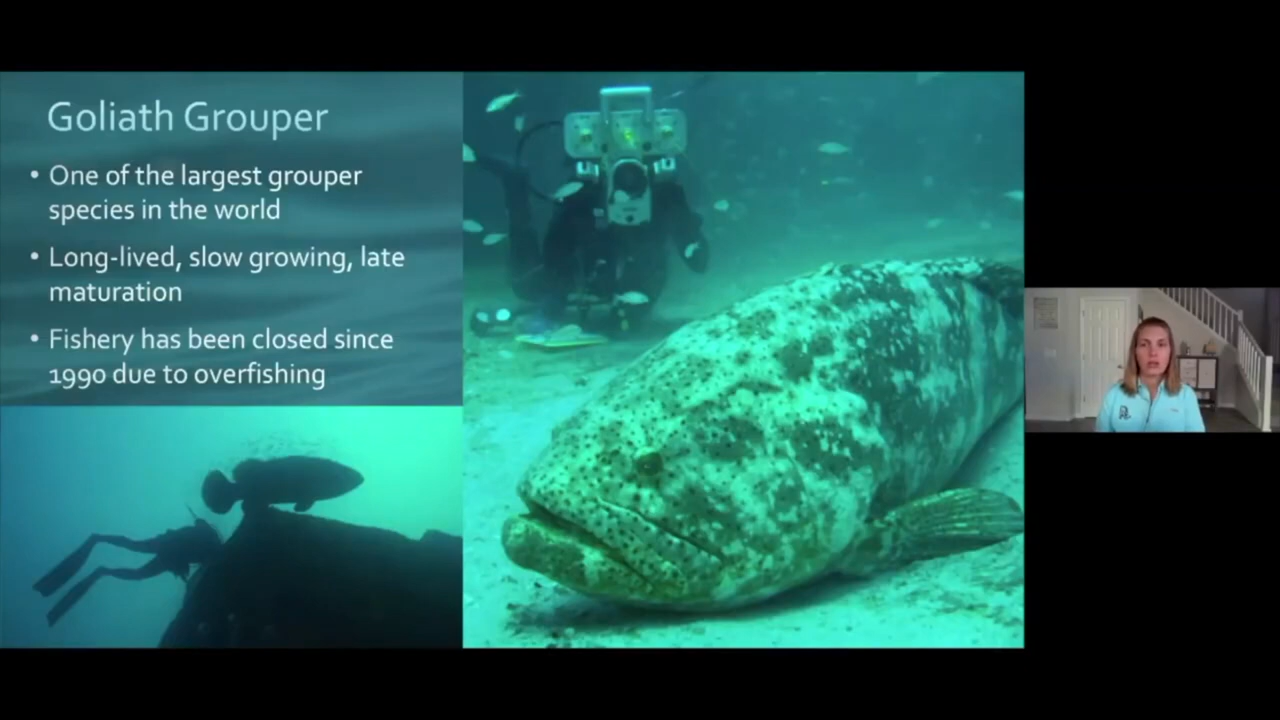 Goliath Grouper
• One of the largest grouper
species in the world
• Long-lived, slow growing, late
maturation
• Fishery has been closed since
1990 due to overfishing